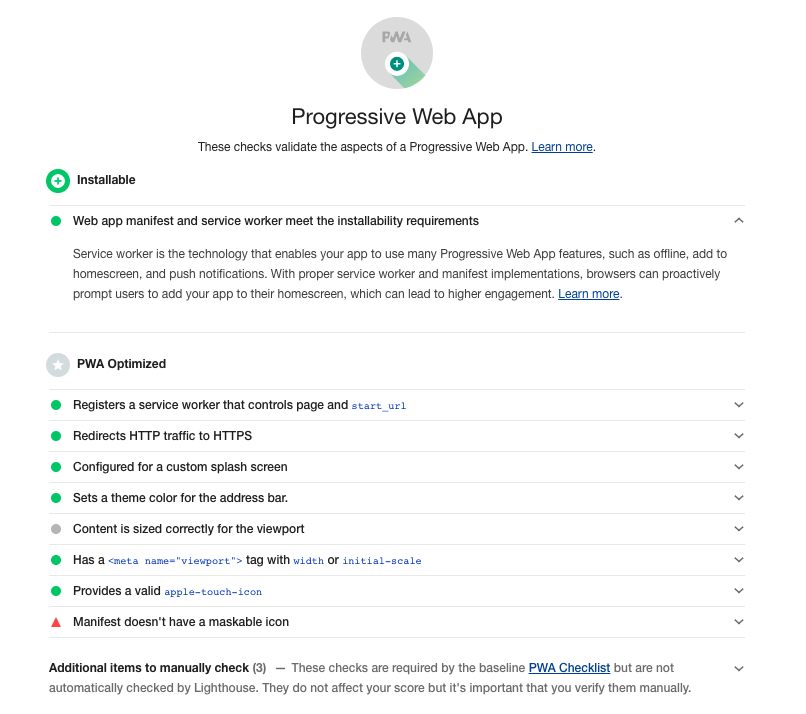 PWA
Progressive Web App
These checks validate the aspects of a Progressive Web App. Learn more.
Installable
Web app manifest and service worker meet the installability requirements
Service worker is the technology that enables your app to use many Progressive Web App features, such as offline, add to
homescreen, and push notifications. With proper service worker and manifest implementations, browsers can proactively
prompt users to add your app to their homescreen, which can lead to higher engagement. Learn more.
PWA Optimized
Registers a service worker that controls page and start_url
Redirects HTTP traffic to HTTPS
Configured for a custom splash screen
Sets a theme color for the address bar.
Content is sized correctly for the viewport
Has a <meta name="viewport"> tag with width or initial-scale
Provides a valid apple-touch-icon
Manifest doesn't have a maskable icon
Additional items to manually check (3) — These checks are required by the baseline PWA Checklist but are not
automatically checked by Lighthouse. They do not affect your score but it's important that you verify them manually.